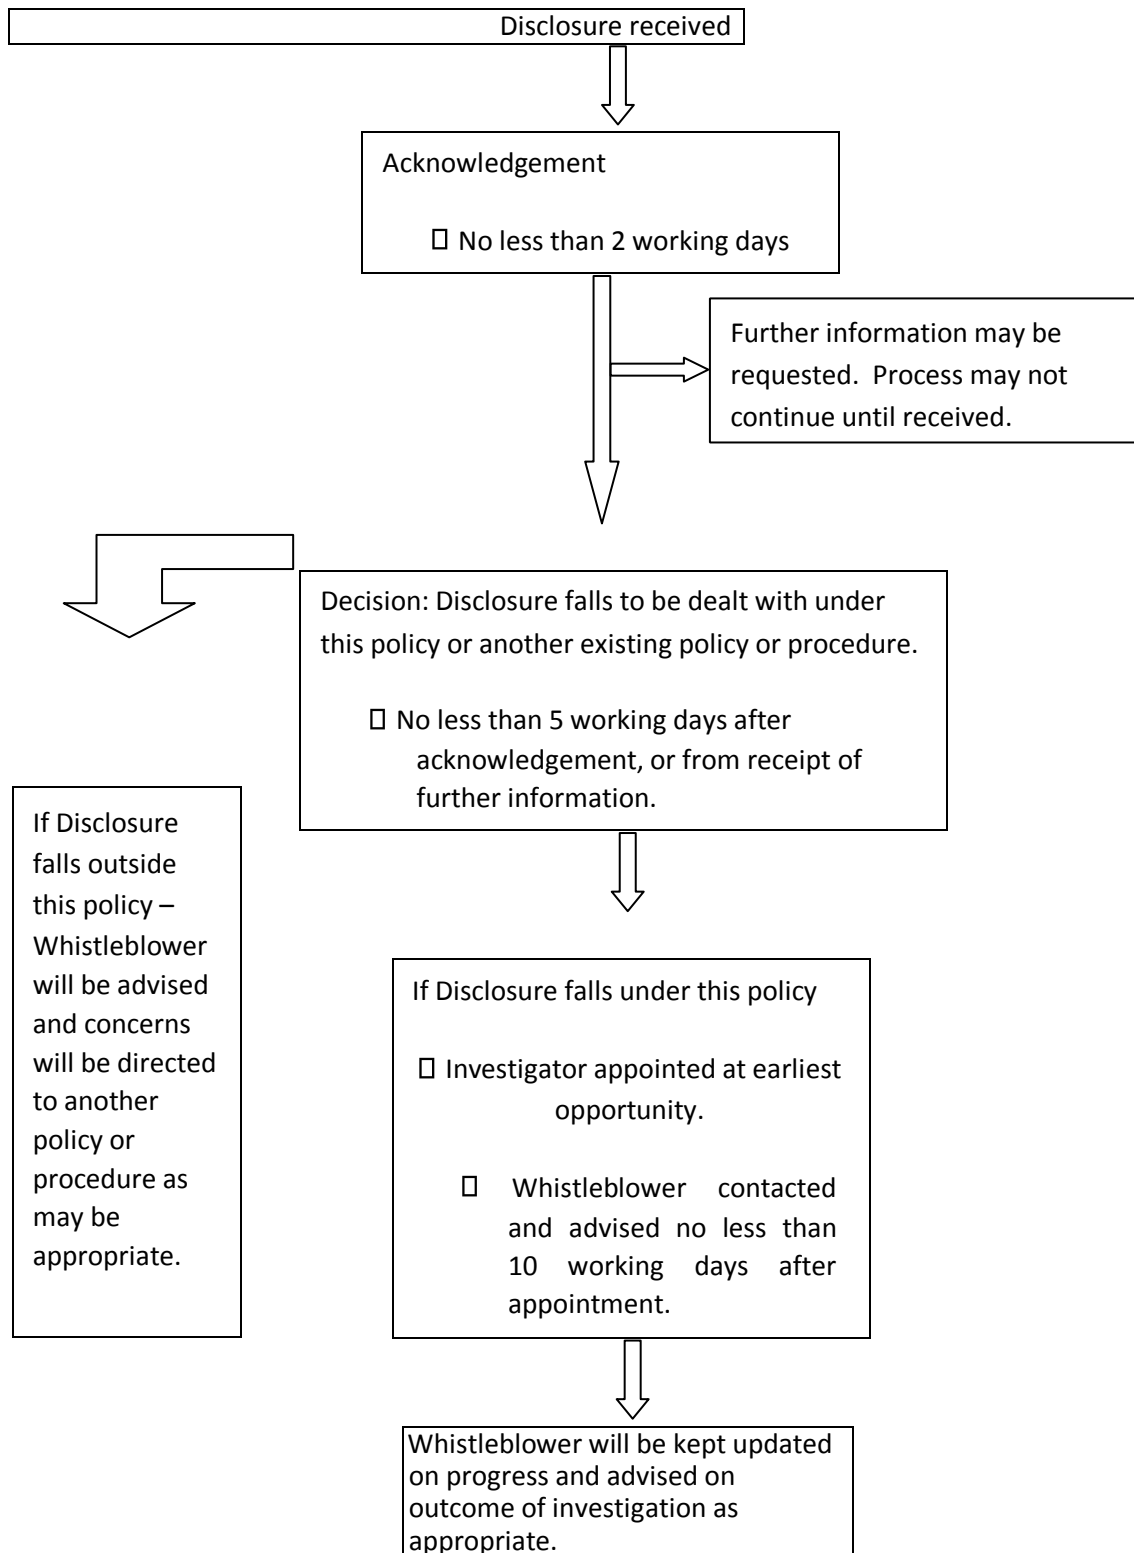 Disclosure received
Acknowledgement
No less than 2 working days
Further information may be
requested.  Process may not
continue until received.
Decision: Disclosure falls to be dealt with under
this policy or another existing policy or procedure.
No less than 5 working days after
acknowledgement, or from receipt of
further information.
If Disclosure
falls outside
this policy –
Whistleblower
will be advised
and concerns
will be directed
to another
policy or
procedure as
may be
appropriate.
If Disclosure falls under this policy
Investigator appointed at earliest
opportunity.
Whistleblower contacted
and advised no less than
10 working days after
appointment.
Whistleblower will be kept updated
on progress and advised on
outcome of investigation as
appropriate.